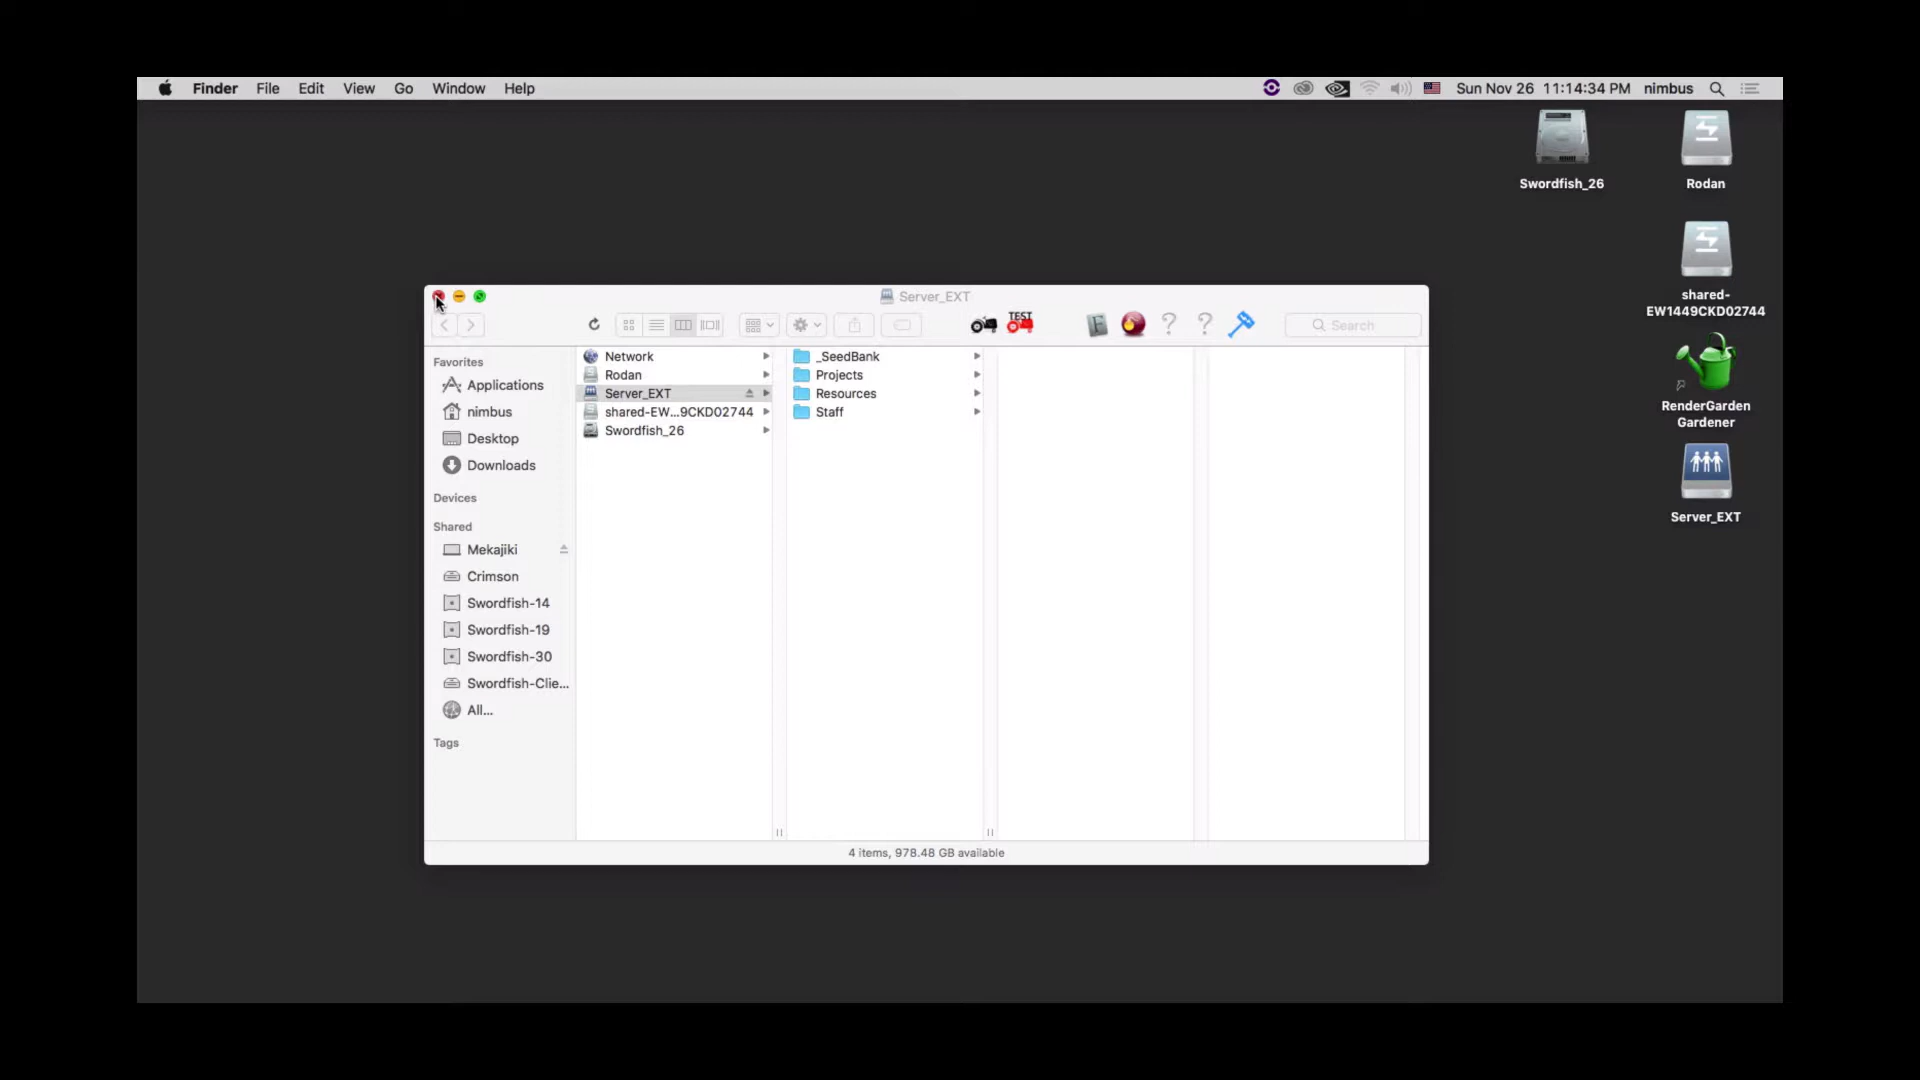 Finder File Edit View Go Window Help Sun Nov 26 11:14:34 PM nimbus
Swordfish_26
Rodan
shared-
EW1449CKD02744
RenderGarden
Gardener
Server_EXT
Server_EXT
TEST
Search
Favorites
Applications
nimbus
Desktop
Downloads
Devices
Shared
Mekajiki
Crimson
Swordfish-14
Swordfish-19
Swordfish-30
Swordfish-Clie...
All...
Tags
Network
Rodan
Server_EXT
shared-EW...9CKD02744
Swordfish_26
_SeedBank
Projects
Resources
Staff
4 items, 978.48 GB available